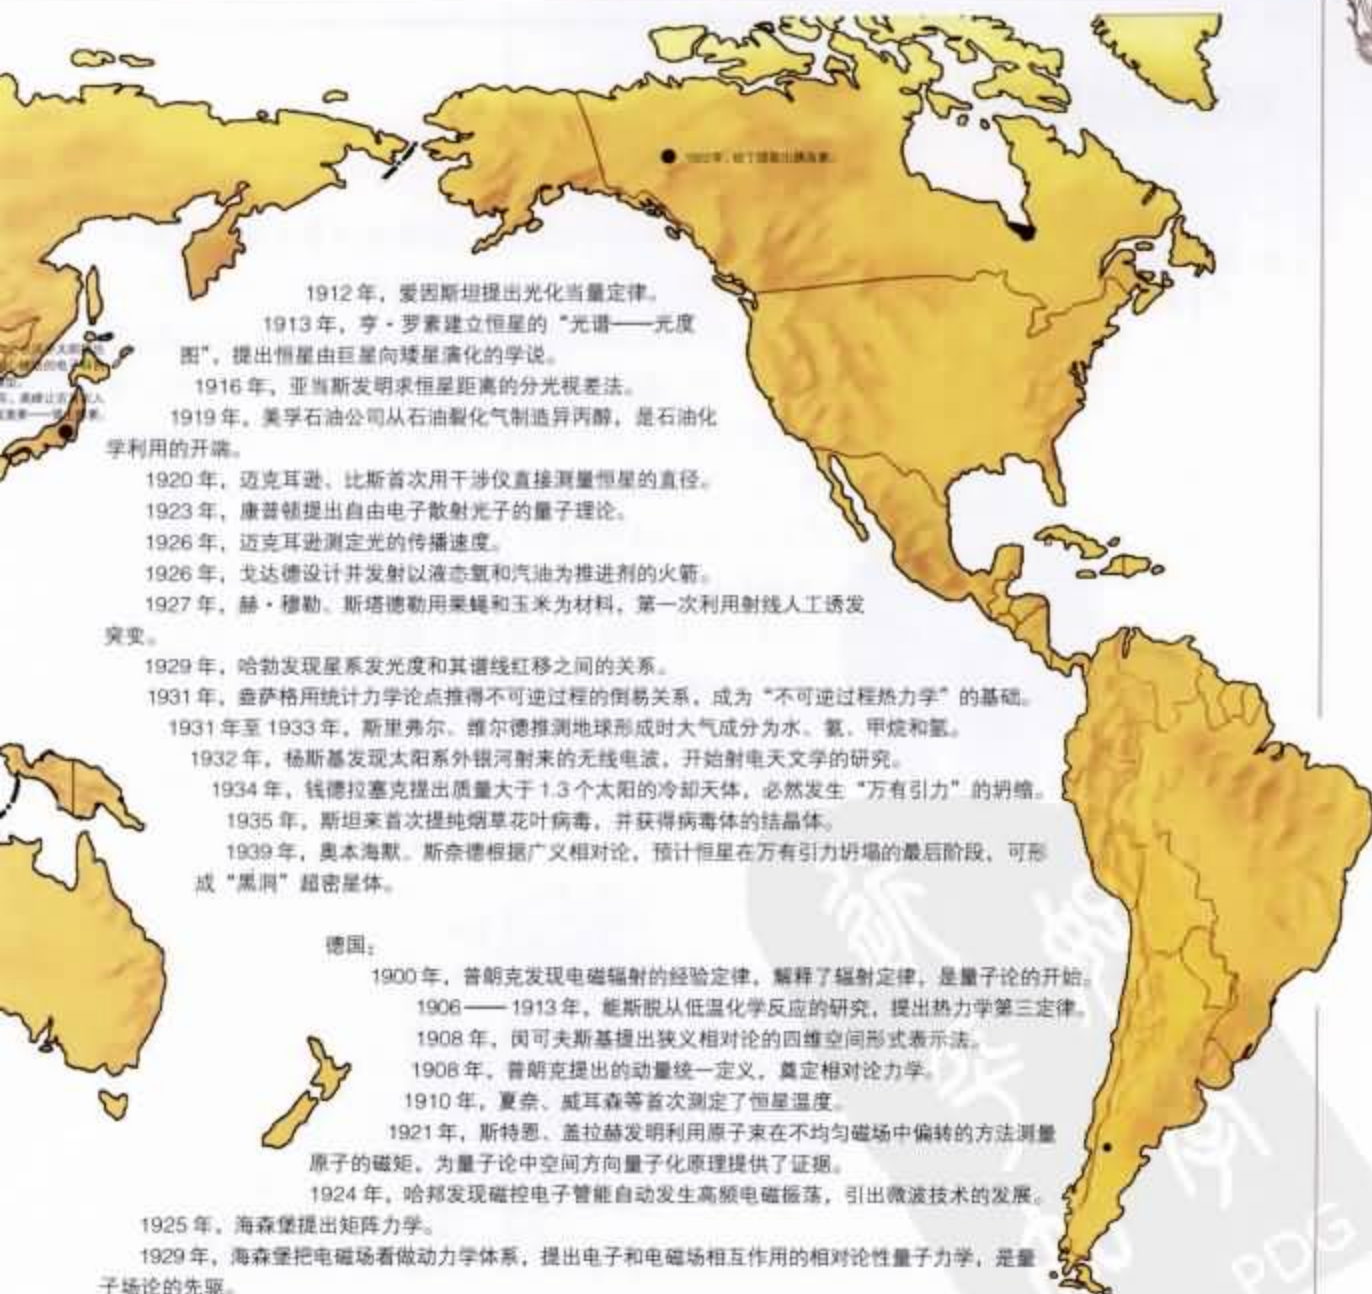 1912年，爱因斯坦提出光化当量定律。
1913年，亨·罗素建立恒星的“光谱——光度
图”，提出恒星由巨星向矮星演化的学说。
1916年，亚当斯发明求恒星距离的分光视差法。
1919年，美孚石油公司从石油裂化气制造异丙醇，是石油化
学利用的开端。
1920年，迈克耳逊、比斯首次用干涉仪直接测量恒星的直径。
1923年，康普顿提出自由电子散射光子的量子理论。
1926年，迈克耳逊测定光的传播速度。
1926年，戈达德设计并发射以液态氧和汽油为推进剂的火箭。
1927年，赫·穆勒、斯塔德勒用果蝇和玉米为材料，第一次利用射线人工诱发
突变。
1929年，哈勃发现星系发光度和其谱线红移之间的关系。
1931年，盎萨格用统计力学论点推得不可逆过程的倒易关系，成为“不可逆过程热力学”的基础。
1931年至1933年，斯里弗尔、维尔德推测地球形成时大气成分为水、氨、甲烷和氢。
1932年，杨斯基发现太阳系外银河射来的无线电波，开始射电天文学的研究。
1934年，钱德拉塞克提出质量大于1.3个太阳的冷却天体，必然发生“万有引力”的坍缩。
1935年，斯坦来首次提纯烟草花叶病毒，并获得病毒体的结晶体。
1939年，奥本海默、斯奈德根据广义相对论，预计恒星在万有引力坍塌的最后阶段，可形
成“黑洞”超密星体。
德国：
1900年，普朗克发现电磁辐射的经验定律，解释了辐射定律，是量子论的开始。
1906——1913年，能斯脱从低温化学反应的研究，提出热力学第三定律。
1908年，闵可夫斯基提出狭义相对论的四维空间形式表示法。
1908年，普朗克提出的动量统一定义，奠定相对论力学。
1910年，夏奈、威耳森等首次测定了恒星温度。
1921年，斯特恩、盖拉赫发明利用原子束在不均匀磁场中偏转的方法测量
原子的磁矩，为量子论中空间方向量子化原理提供了证据。
1924年，哈邦发现磁控电子管能自动发生高频电磁振荡，引出微波技术的发展。
1925年，海森堡提出矩阵力学。
1929年，海森堡把电磁场看做动力学体系，提出电子和电磁场相互作用的相对论性量子力学，是量
子场论的先驱。
PDG